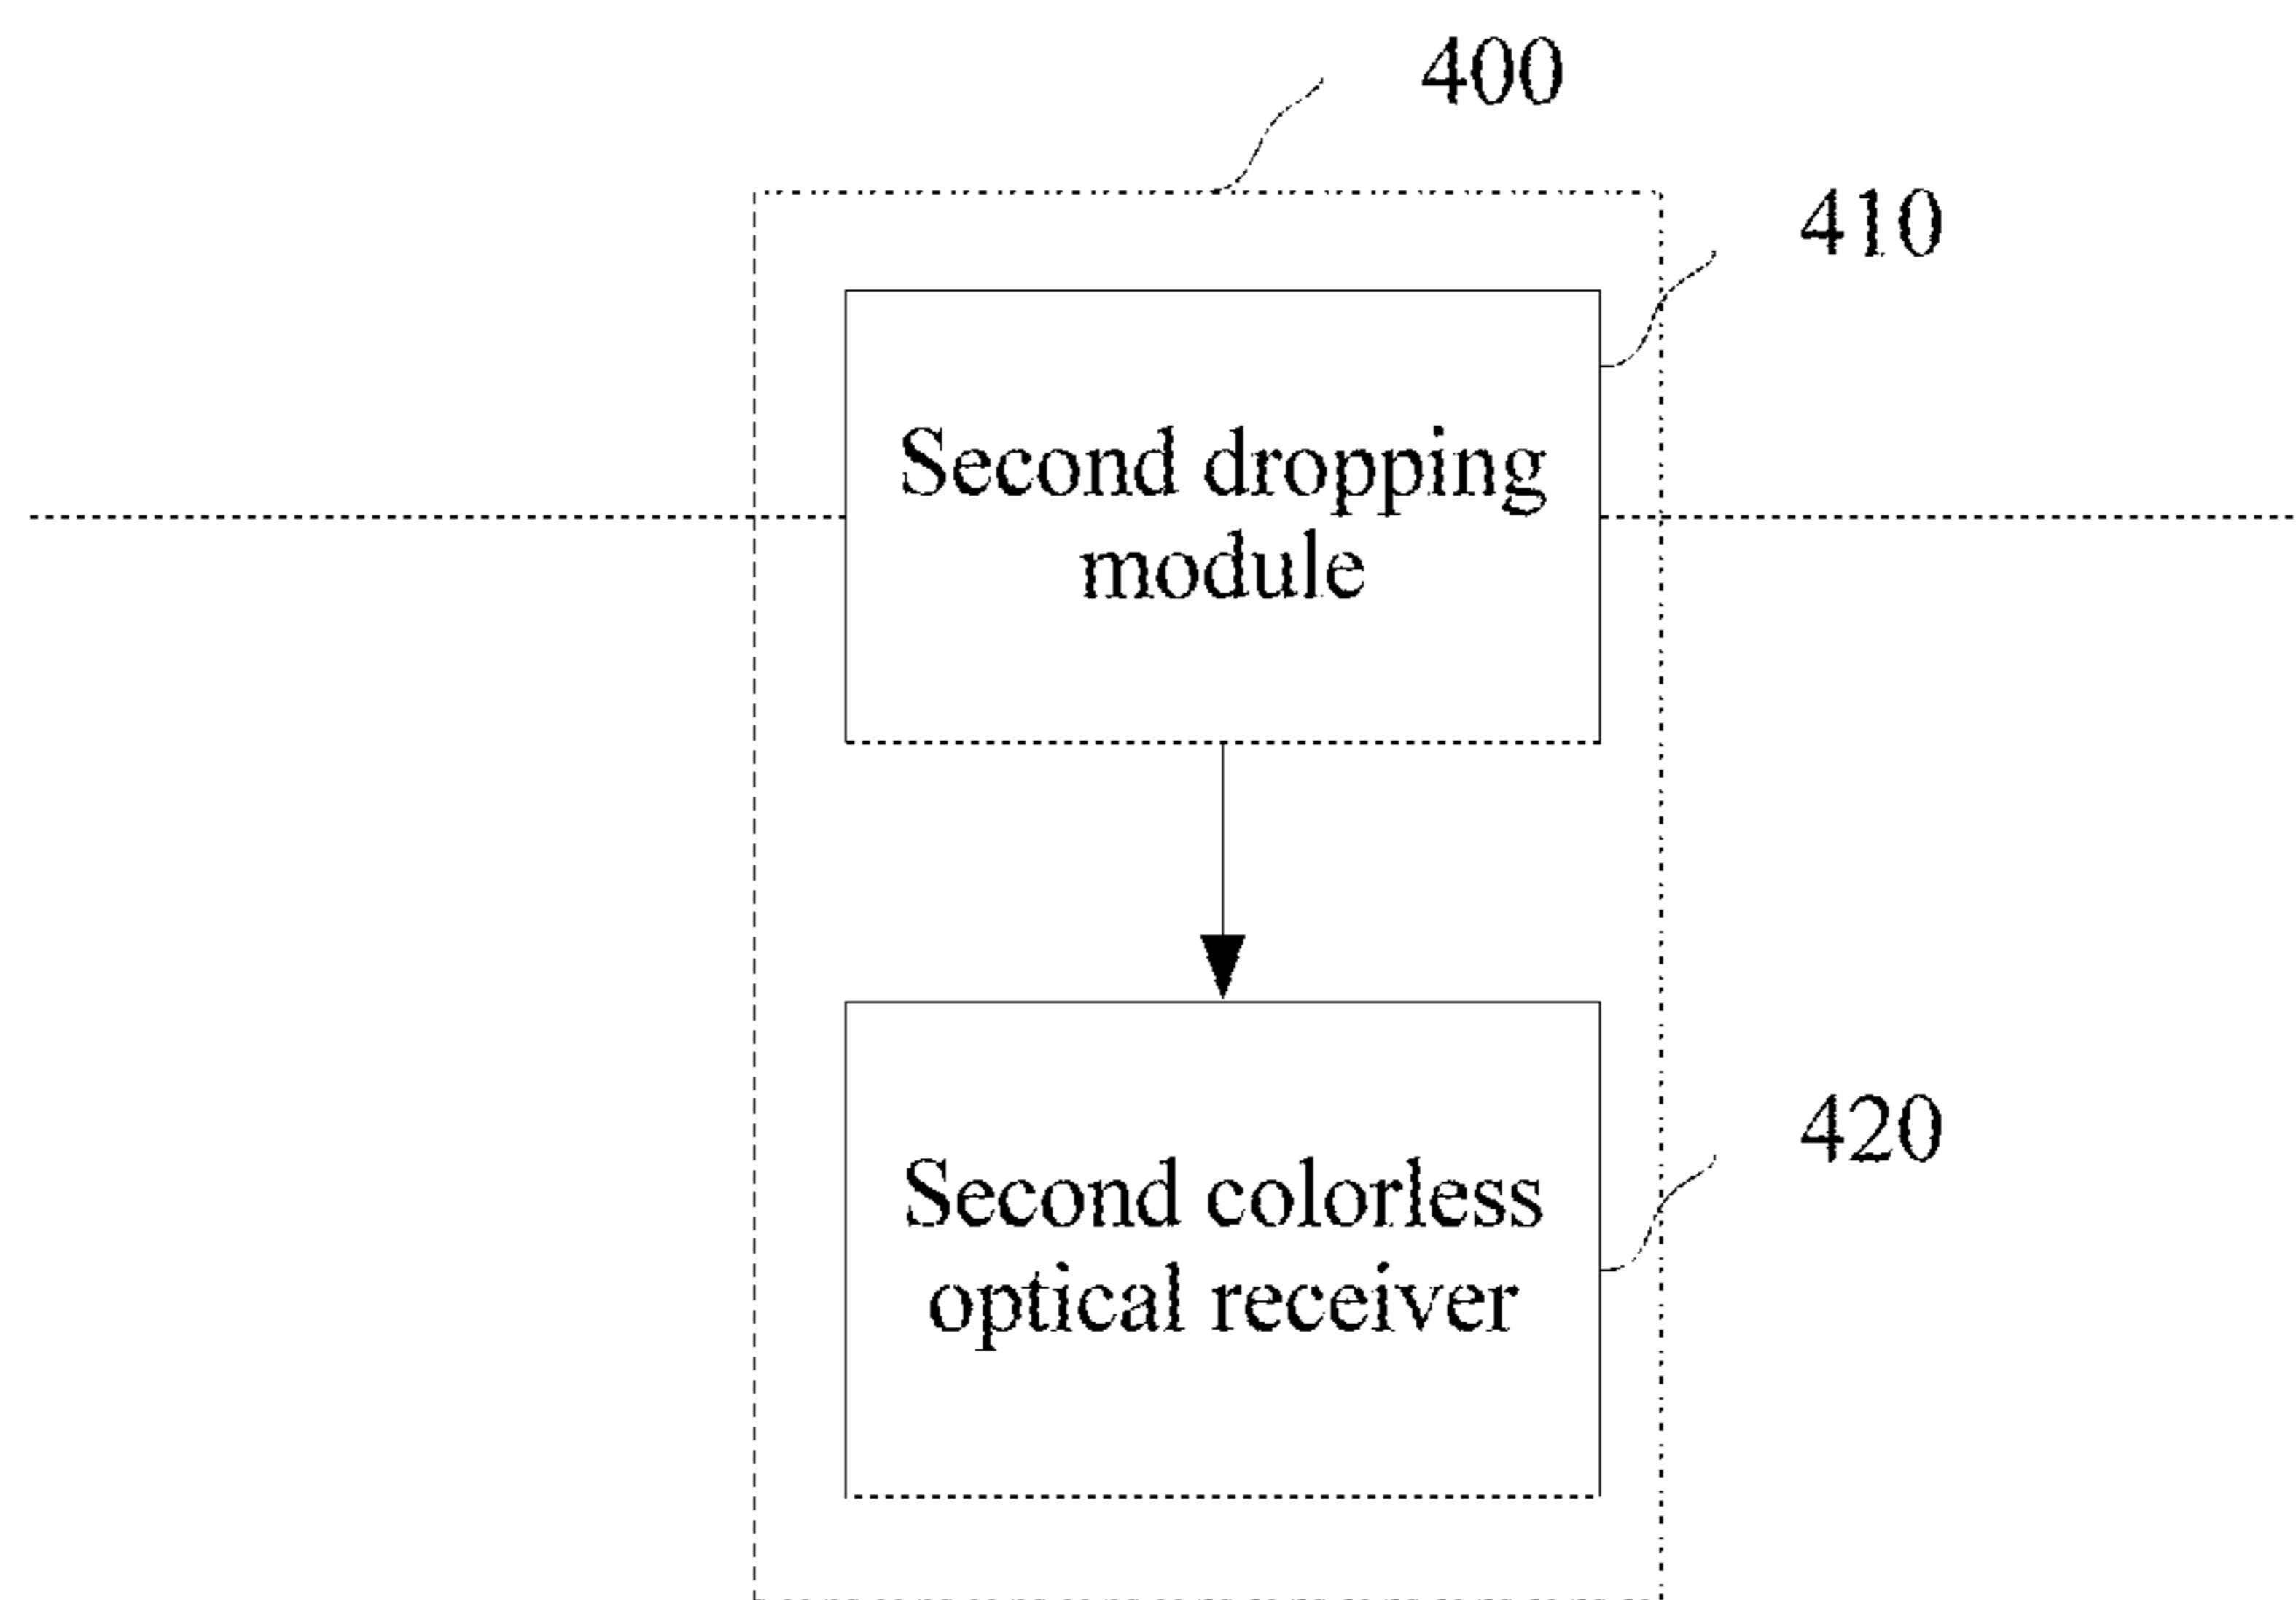 400
410
Second dropping
module
420
Second colorless
optical receiver